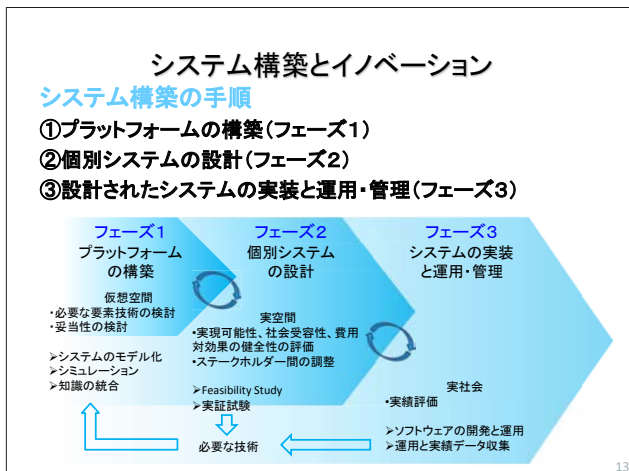 システム構築とイノベーション
システム構築の手順
①プラットフォームの構築(フェーズ1)
②個別システムの設計(フェーズ2)
③設計されたシステムの実装と運用・管理(フェーズ3)
フェーズ1
プラットフォーム
の構築
仮想空間
・必要な要素技術の検討
・妥当性の検討
➢システムのモデル化
➢シミュレーション
➢知識の統合
フェーズ2
個別システム
の設計
実空間
・実現可能性、社会受容性、費用
対効果の健全性の評価
・ステークホルダー間の調整
➢Feasibility Study
➢実証試験
フェーズ3
システムの実装
と運用・管理
実社会
・実績評価
➢ソフトウェアの開発と運用
➢運用と実績データ収集
必要な技術
13